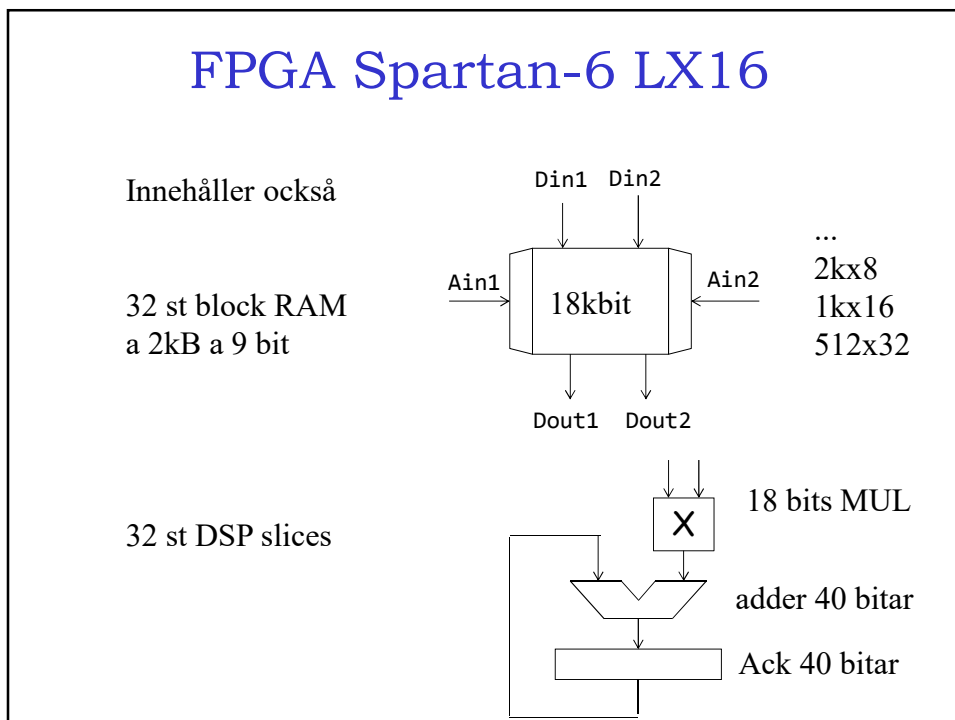 FPGA Spartan-6 LX16
Innehåller också
32 st block RAM
a 2kB a 9 bit
Din1 Din2
Ain1
18kbit
Ain2
Dout1 Dout2
...
2kx8
1kx16
512x32
32 st DSP slices
X
18 bits MUL
adder 40 bitar
Ack 40 bitar